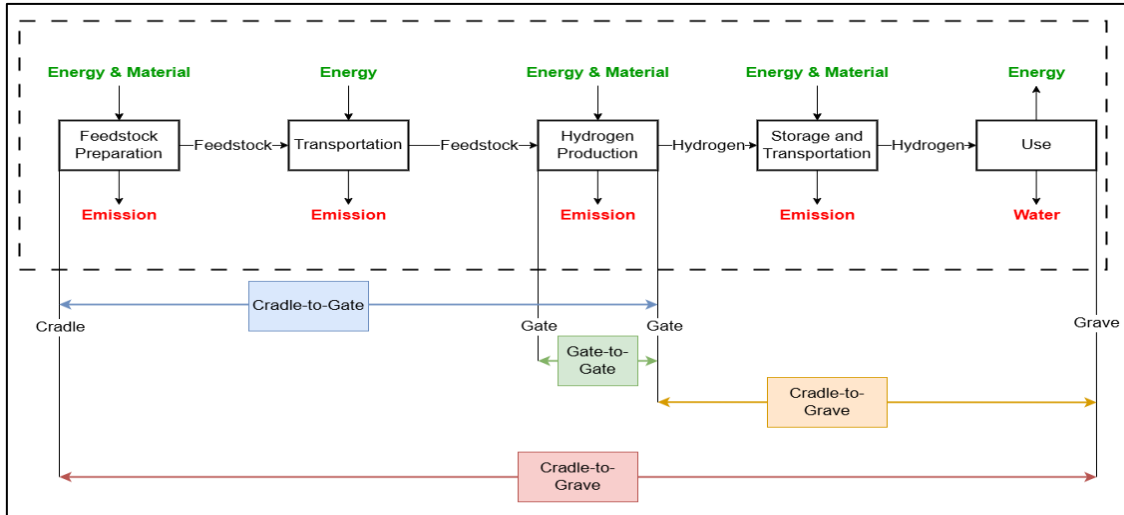 Energy & Material
Energy
Energy & Material
Energy & Material
Energy
Feedstock
Preparation
Feedstock
Transportation
Feedstock
Hydrogen
Production
Hydrogen
Storage and
Transportation
Hydrogen
Use
Emission
Emission
Emission
Emission
Water
Cradle-to-Gate
Cradle
Gate
Gate
Grave
Gate-to-
Gate
Cradle-to-
Grave
Cradle-to-
Grave